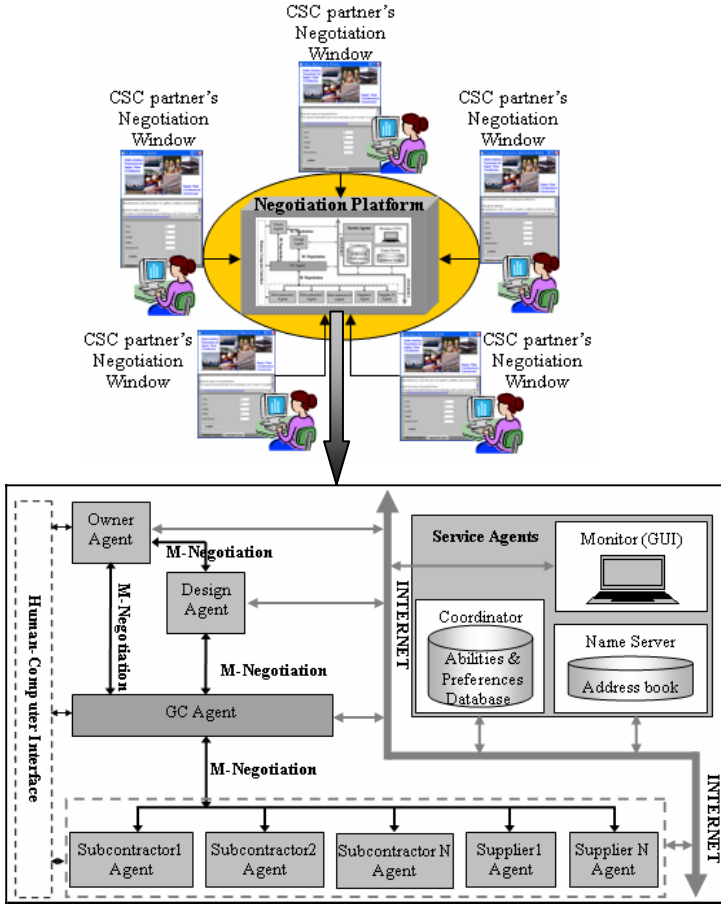 CSC partner's
Negotiation
Window
CSC partner's
Negotiation
Window
CSC partner's
Negotiation
Window
Negotiation Platform
CSC partner's
Negotiation
Window
CSC partner's
Negotiation
Window
Owner
Agent
M-Negotiation
Design
Agent
M-Negotiation
M-Negotiation
GC Agent
M-Negotiation
Human-Computer Interface
Subcontractor1
Agent
Subcontractor2
Agent
Subcontractor N
Agent
Supplier1
Agent
Supplier N
Agent
INTERNET
Service Agents
Monitor (GUI)
Coordinator
Abilities &
Preferences
Database
Name Server
Address book
INTERNET